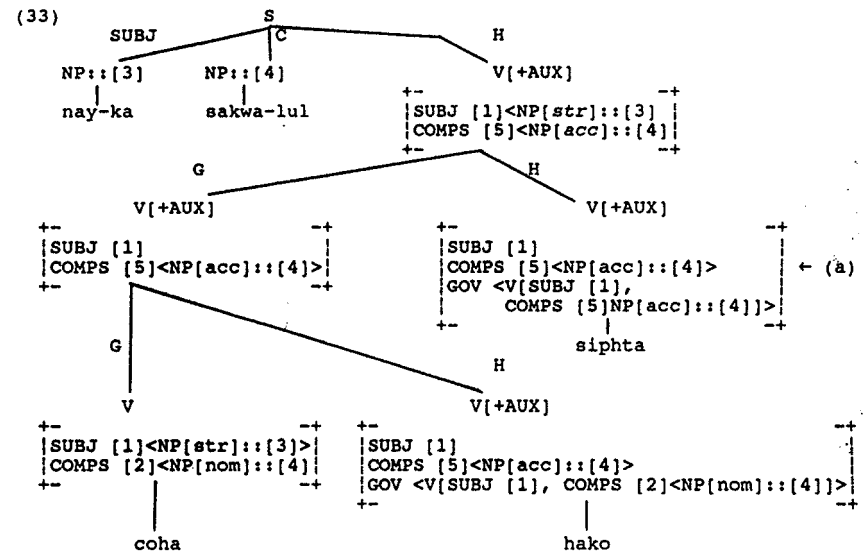 (33)
S
SUBJ C H
NP::[3] NP::[4] V[+AUX]
nay-ka sakwa-lul
+- -+
|SUBJ [1]<NP[str]::[3]|
|COMPS [5]<NP[acc]::[4]|
+- -+
G H
V[+AUX] V[+AUX]
+- -+ +- -+
|SUBJ [1] | |SUBJ [1] |
|COMPS [5]<NP[acc]::[4]>| |COMPS [5]<NP[acc]::[4]> | ← (a)
+- -+ |GOV <V[SUBJ [1], |
| COMPS [5]NP[acc]::[4]]>|
+- -+
siphta
G H
V V[+AUX]
+- -+ +- -+
|SUBJ [1]<NP[str]::[3]>| |SUBJ [1] |
|COMPS [2]<NP[nom]::[4]| |COMPS [5]<NP[acc]::[4]> |
+- -+ |GOV <V[SUBJ [1], COMPS [2]<NP[nom]::[4]]>|
+- -+
coha hako